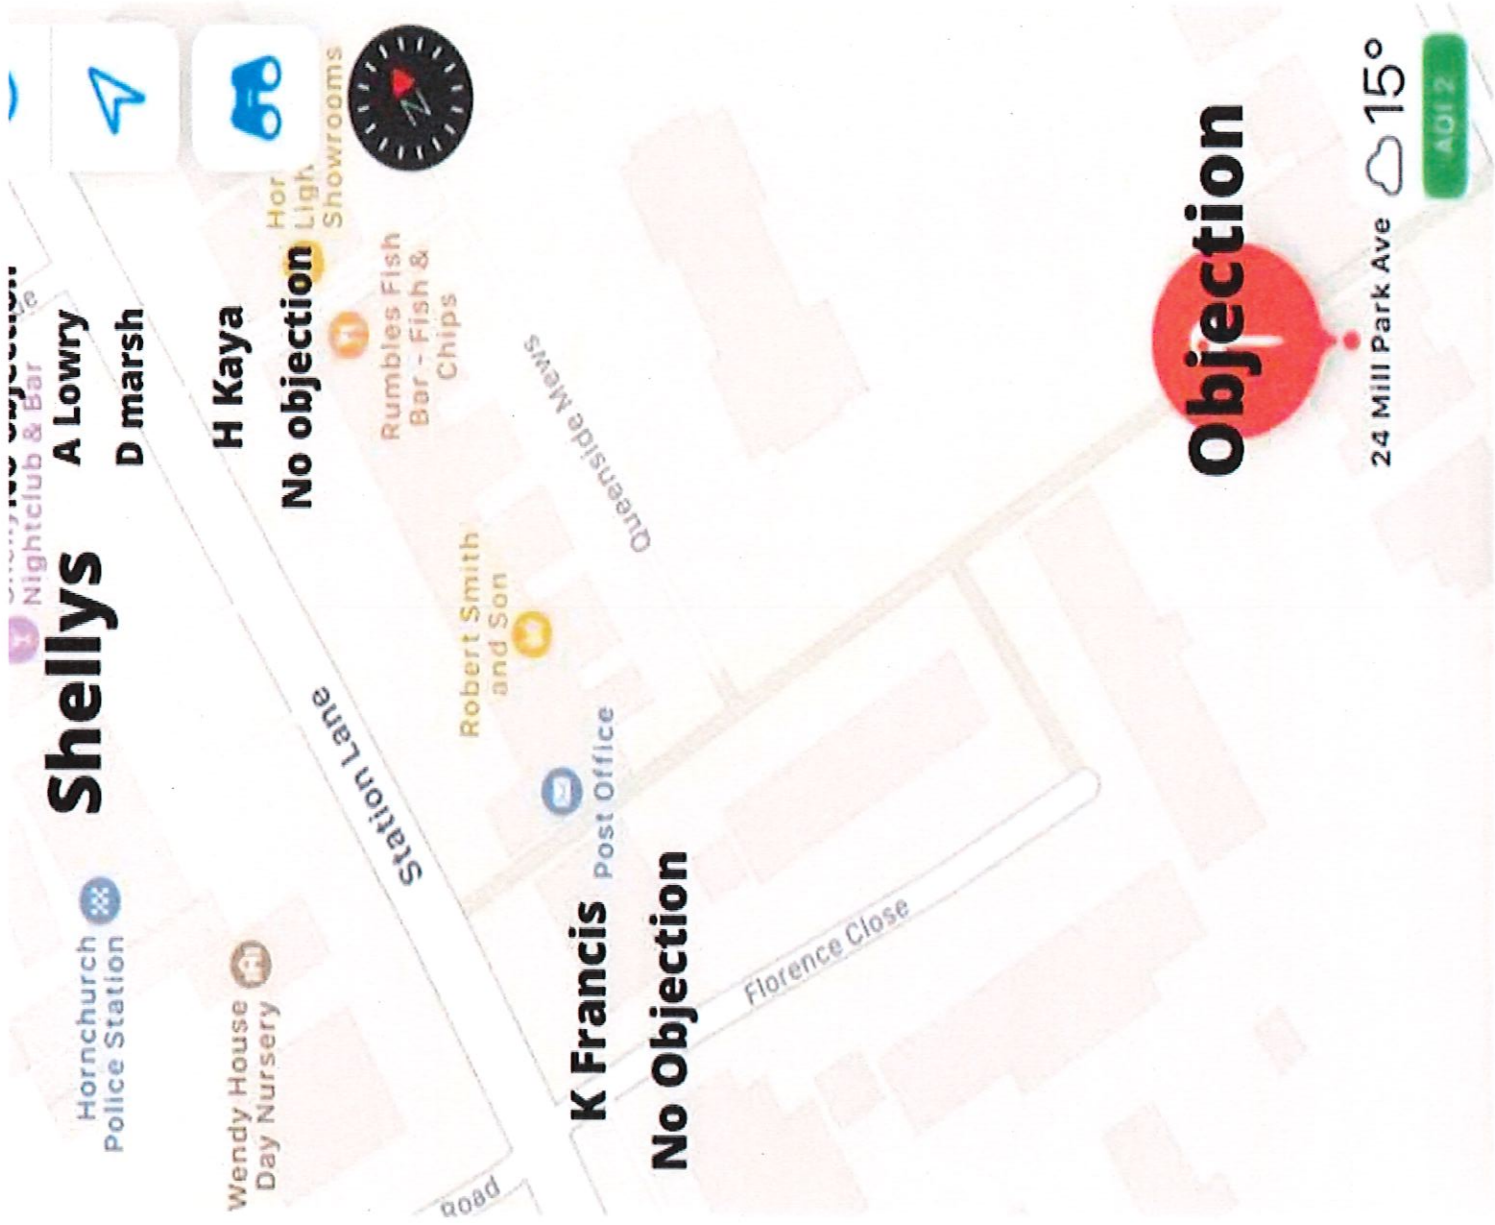 Nightclub & Bar
Shellys
A Lowry
D marsh
Hornchurch
Police Station
H Kaya
No objection
Wendy House
Day Nursery
Hor
Ligh
Showrooms
N
Station Lane
Rumbles Fish
Bar - Fish &
Chips
Robert Smith
and Son
Road
Queenside Mews
Post Office
K Francis
No Objection
Florence Close
Objection
24 Mill Park Ave
15°
AQI 2